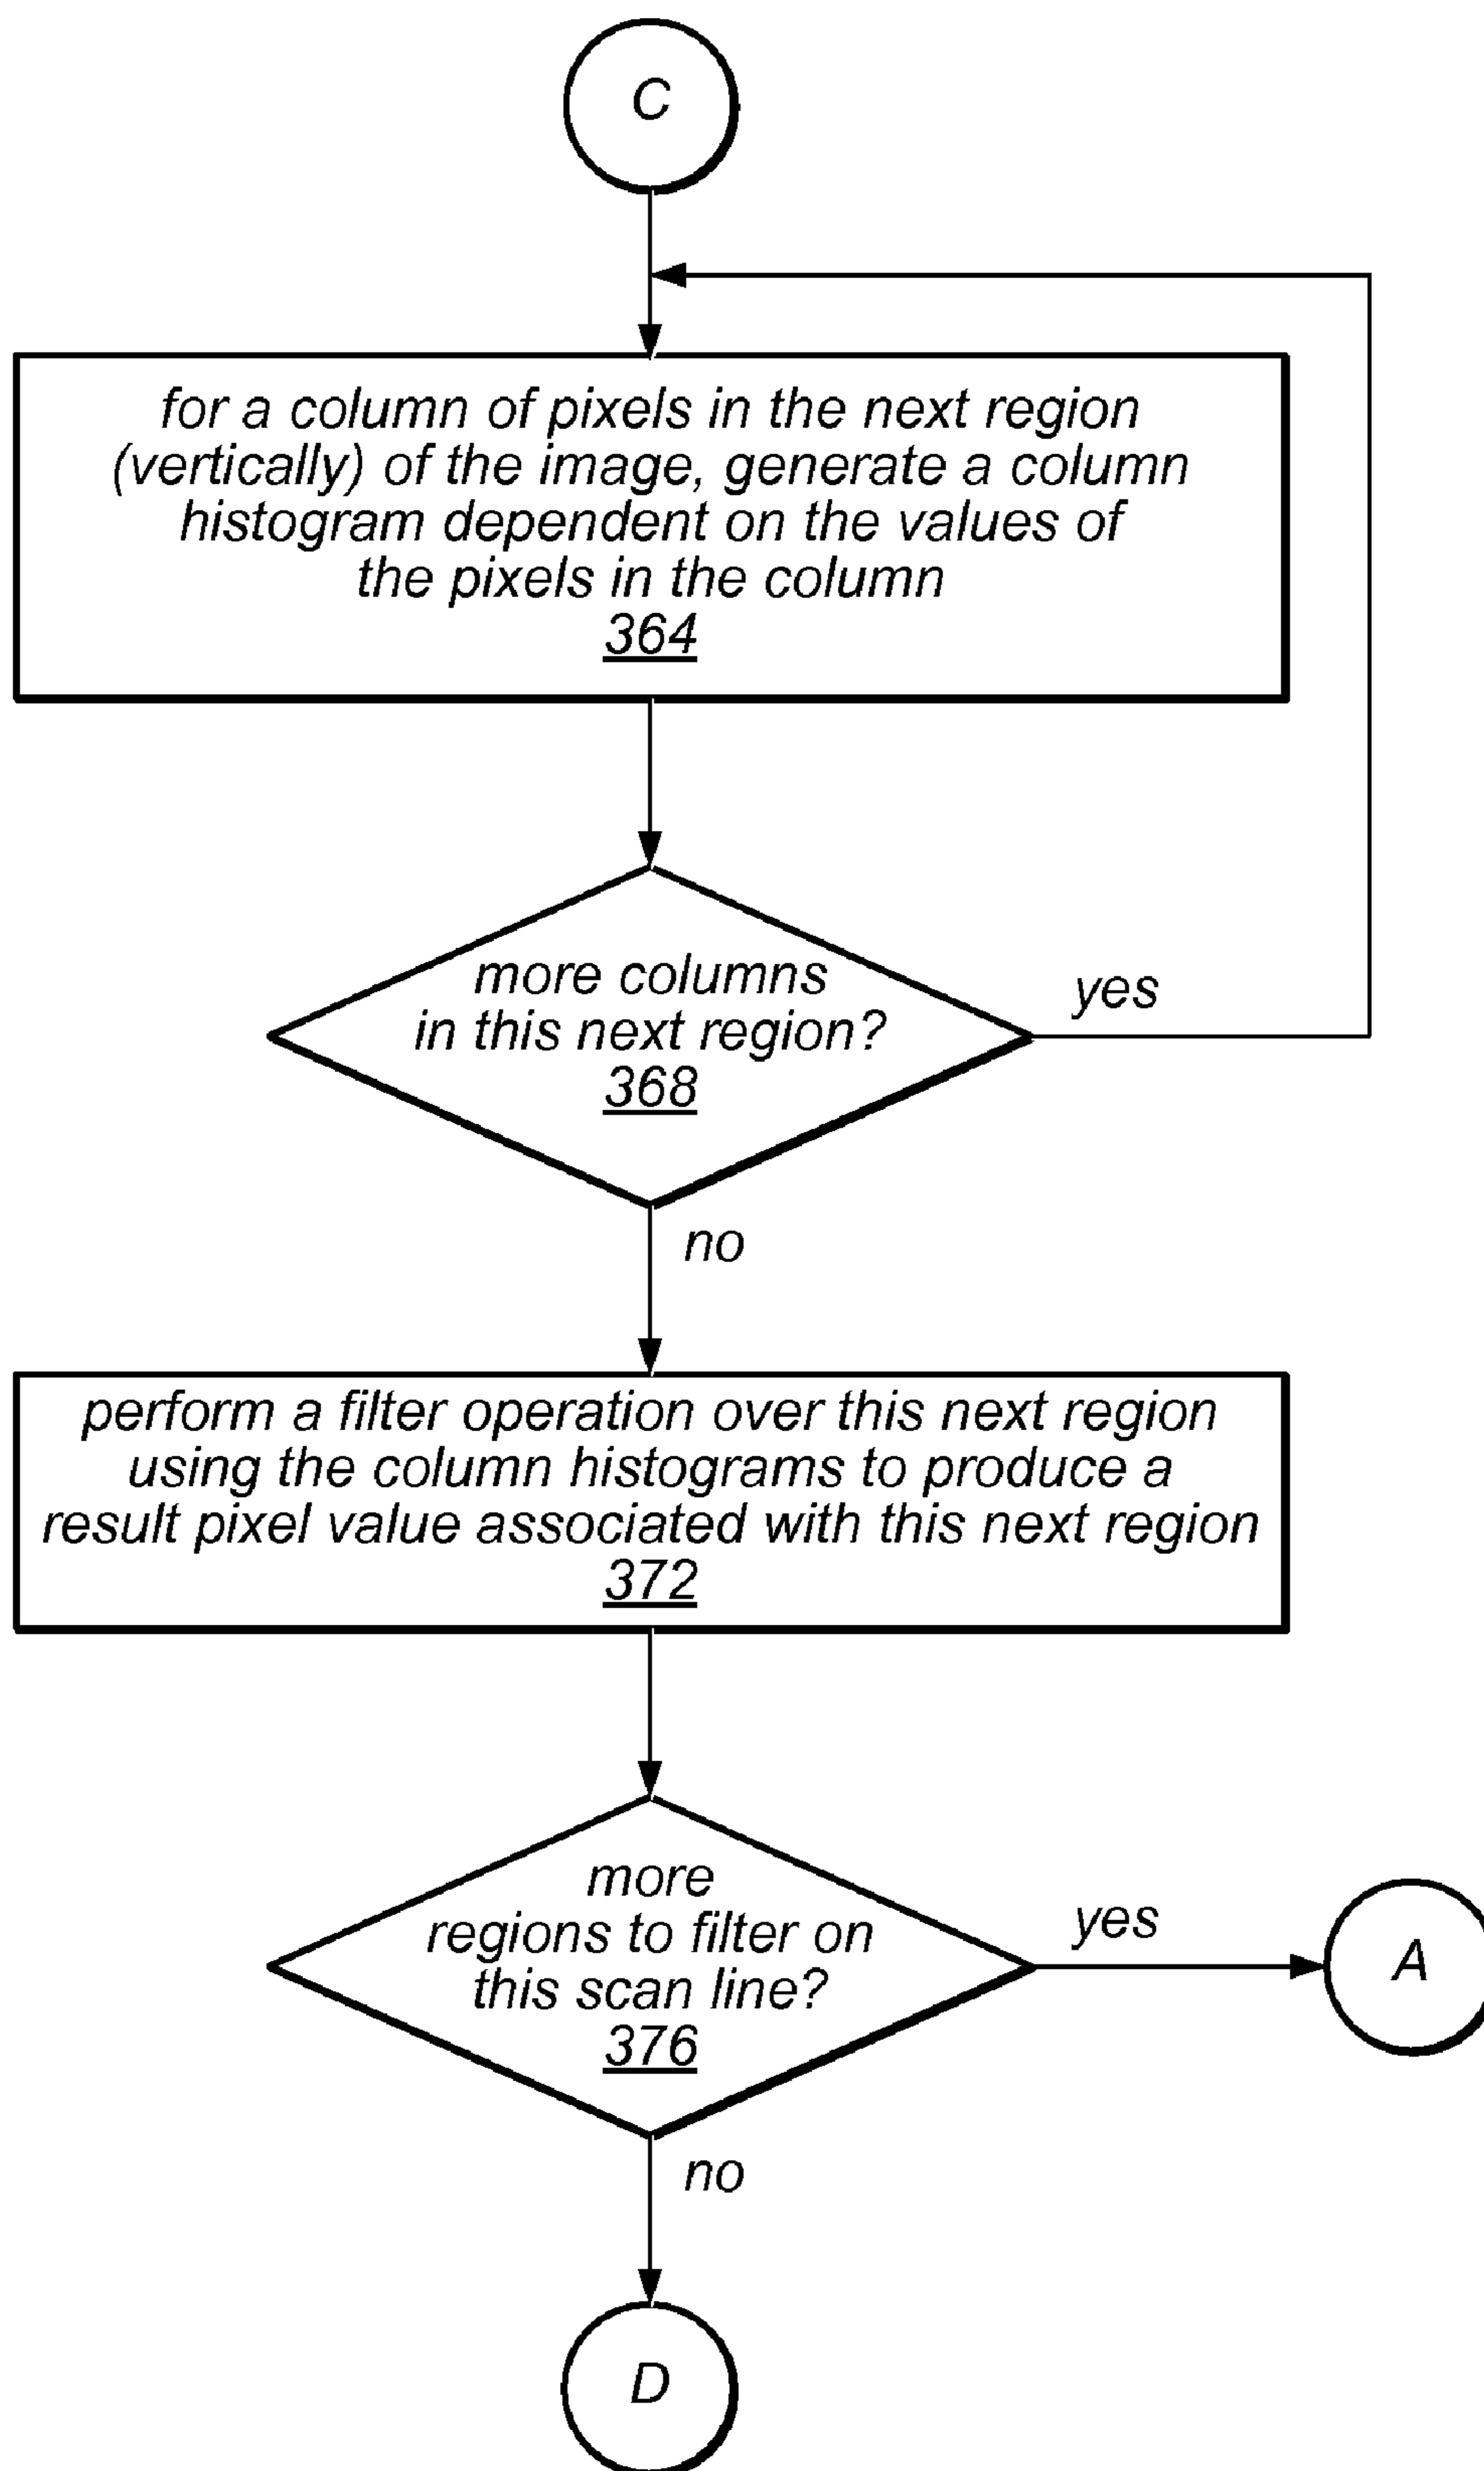 C
for a column of pixels in the next region
(vertically) of the image, generate a column
histogram dependent on the values of
the pixels in the column
364
more columns
in this next region?
368
yes
no
perform a filter operation over this next region
using the column histograms to produce a
result pixel value associated with this next region
372
more
regions to filter on
this scan line?
376
yes
A
no
D